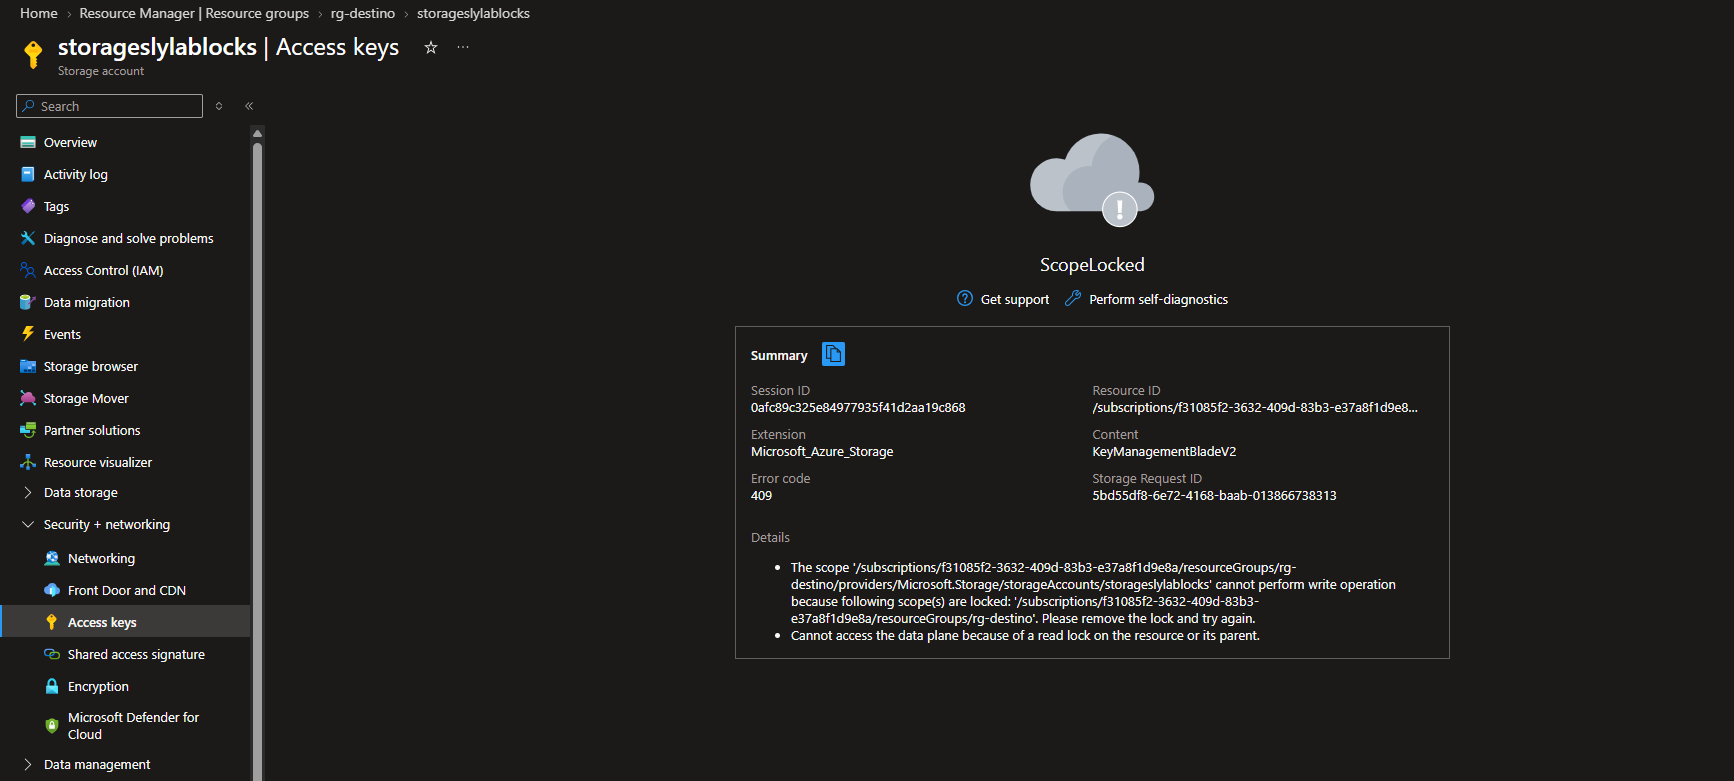 Home > Resource Manager | Resource groups > rg-destino > storageslylablocks
storageslylablocks | Access keys ☆ ···
Storage account
Search
Overview
Activity log
Tags
Diagnose and solve problems
Access Control (IAM)
Data migration
Events
Storage browser
Storage Mover
Partner solutions
Resource visualizer
Data storage
Security + networking
Networking
Front Door and CDN
Access keys
Shared access signature
Encryption
Microsoft Defender for
Cloud
Data management
ScopeLocked
Get support Perform self-diagnostics
Summary
Session ID
0afc89c325e84977935f41d2aa19c868
Resource ID
/subscriptions/f31085f2-3632-409d-83b3-e37a8f1d9e8...
Extension
Microsoft_Azure_Storage
Content
KeyManagementBladeV2
Error code
409
Storage Request ID
5bd55df8-6e72-4168-baab-013866738313
Details
• The scope '/subscriptions/f31085f2-3632-409d-83b3-e37a8f1d9e8a/resourceGroups/rg-
destino/providers/Microsoft.Storage/storageAccounts/storageslylablocks' cannot perform write operation
because following scope(s) are locked: '/subscriptions/f31085f2-3632-409d-83b3-
e37a8f1d9e8a/resourceGroups/rg-destino'. Please remove the lock and try again.
• Cannot access the data plane because of a read lock on the resource or its parent.